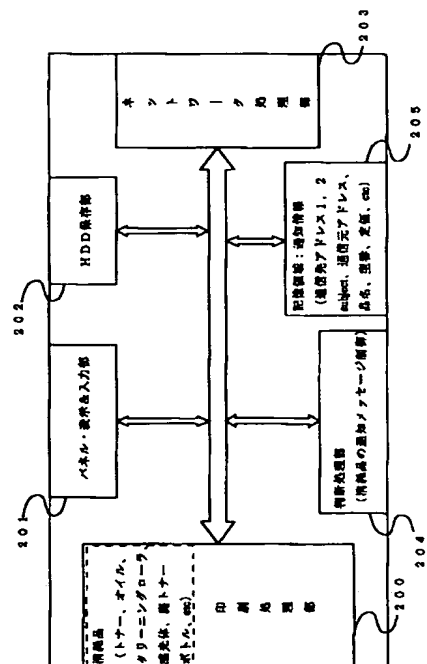 消耗品
(トナー、オイル、
クリーニングローラ、
感光体、廃トナー
ボトル、etc)
印刷処理部
200
パネル・表示&入力部
201
HDD保存部
202
ネットワーク処理部
203
判断処理部
(消耗品の通知メッセージ制御)
204
記憶領域:通知情報
(通信先アドレス1、2
subject、通信元アドレス、
品名、型番、定価、etc)
205